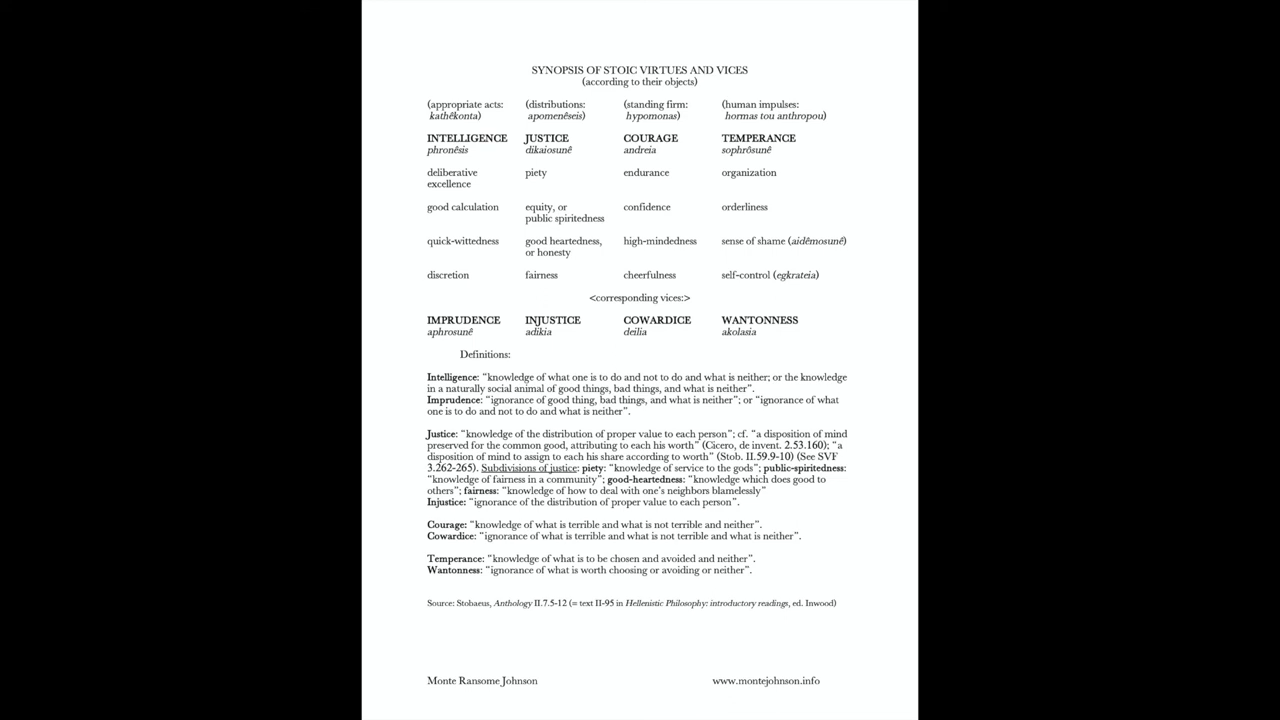 SYNOPSIS OF STOIC VIRTUES AND VICES
(according to their objects)
(appropriate acts: (distributions: (standing firm: (human impulses:
kathêkonta) apomenêseis) hypomonas) hormas tou anthropou)
INTELLIGENCE JUSTICE COURAGE TEMPERANCE
phronêsis dikaiosunê andreia sophrôsunê
deliberative piety endurance organization
excellence
good calculation equity, or confidence orderliness
public spiritedness
quick-wittedness good heartedness, high-mindedness sense of shame (aidêmosunê)
or honesty
discretion fairness cheerfulness self-control (egkrateia)
<corresponding vices:>
IMPRUDENCE INJUSTICE COWARDICE WANTONNESS
aphrosunê adikia deilia akolasia
Definitions:
Intelligence: “knowledge of what one is to do and not to do and what is neither; or the knowledge
in a naturally social animal of good things, bad things, and what is neither”.
Imprudence: “ignorance of good thing, bad things, and what is neither”; or “ignorance of what
one is to do and not to do and what is neither”.
Justice: “knowledge of the distribution of proper value to each person”; cf. “a disposition of mind
preserved for the common good, attributing to each his worth” (Cicero, de invent. 2.53.160); “a
disposition of mind to assign to each his share according to worth” (Stob. II.59.9-10) (See SVF
3.262-265). Subdivisions of justice: piety: “knowledge of service to the gods”; public-spiritedness:
“knowledge of fairness in a community”; good-heartedness: “knowledge which does good to
others”; fairness: “knowledge of how to deal with one’s neighbors blamelessly”
Injustice: “ignorance of the distribution of proper value to each person”.
Courage: “knowledge of what is terrible and what is not terrible and neither”.
Cowardice: “ignorance of what is terrible and what is not terrible and what is neither”.
Temperance: “knowledge of what is to be chosen and avoided and neither”.
Wantonness: “ignorance of what is worth choosing or avoiding or neither”.
Source: Stobaeus, Anthology II.7.5-12 (= text II-95 in Hellenistic Philosophy: introductory readings, ed. Inwood)
Monte Ransome Johnson www.montejohnson.info